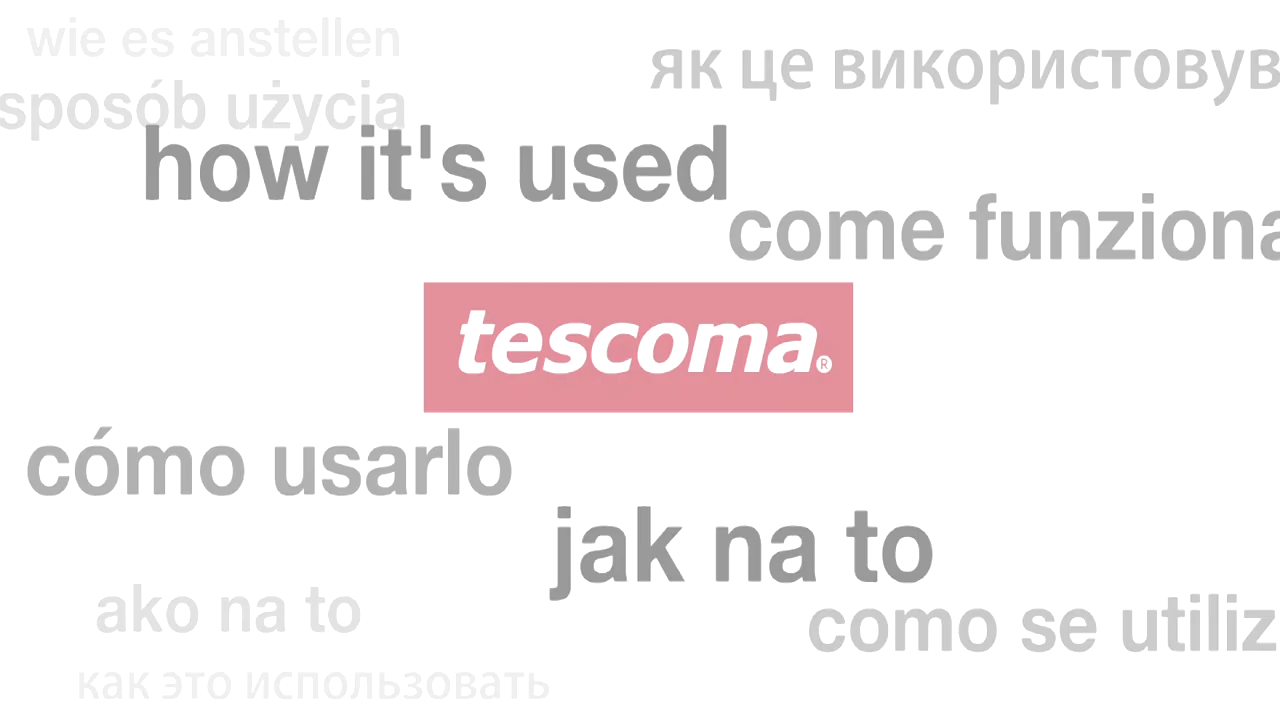 wie es anstellen
як це використовув
sposób użycia
how it's used
come funziona
tescoma®
cómo usarlo
jak na to
ako na to
como se utiliz
как это использовать